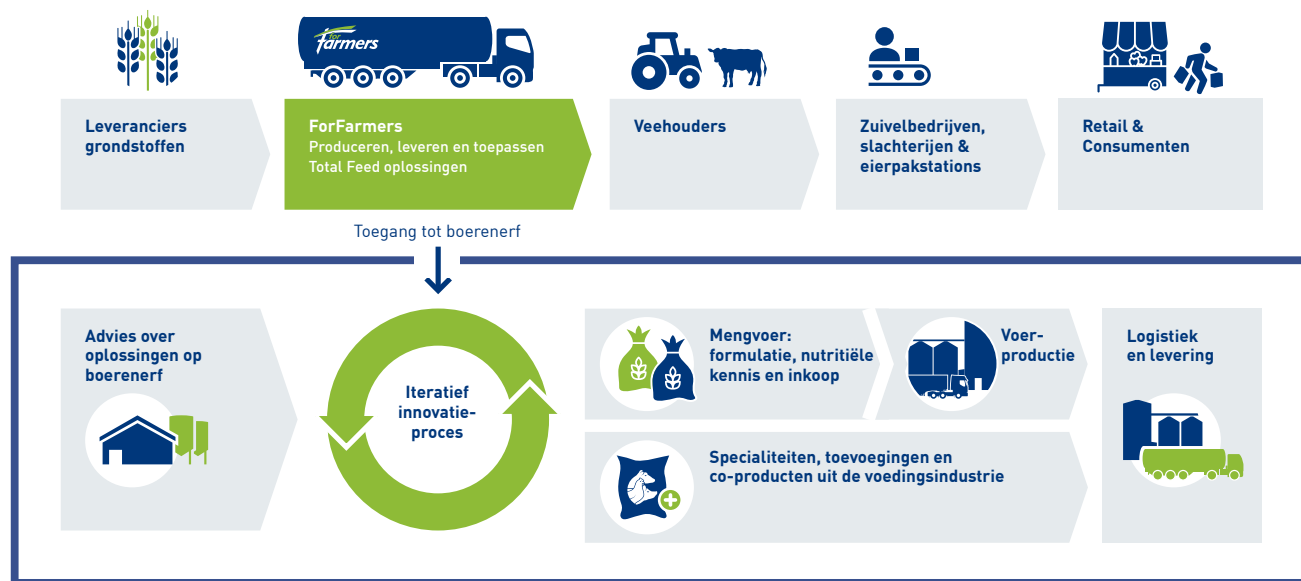 for
farmers
Leveranciers
grondstoffen
ForFarmers
Produceren, leveren en toepassen
Total Feed oplossingen
Veehouders
Zuivelbedrijven,
slachterijen &
eierpakstations
Retail &
Consumenten
Toegang tot boerenerf
Advies over
oplossingen op
boerenerf
Iteratief
innovatie-
proces
Mengvoer:
formulatie, nutritiële
kennis en inkoop
Voer-
productie
Specialiteiten, toevoegingen en
co-producten uit de voedingsindustrie
Logistiek
en levering